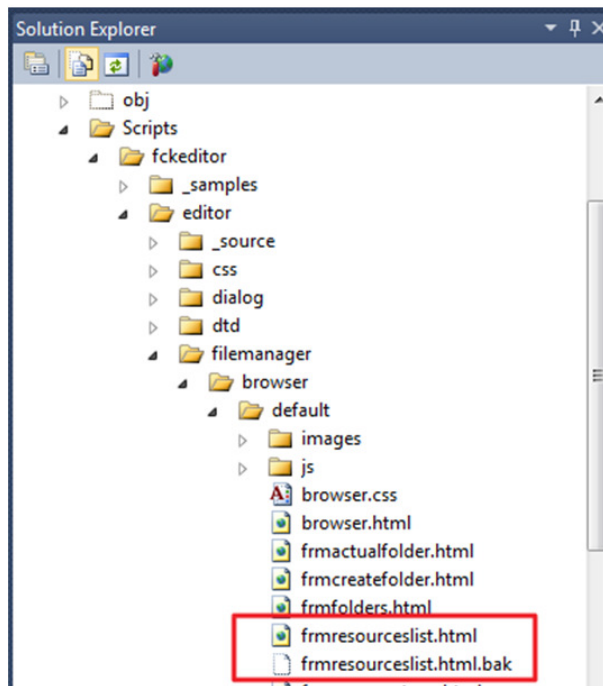 Solution Explorer
obj
Scripts
fckeditor
_samples
editor
_source
css
dialog
dtd
filemanager
browser
default
images
js
browser.css
browser.html
frmactualfolder.html
frmcreatefolder.html
frmfolders.html
frmresourceslist.html
frmresourceslist.html.bak